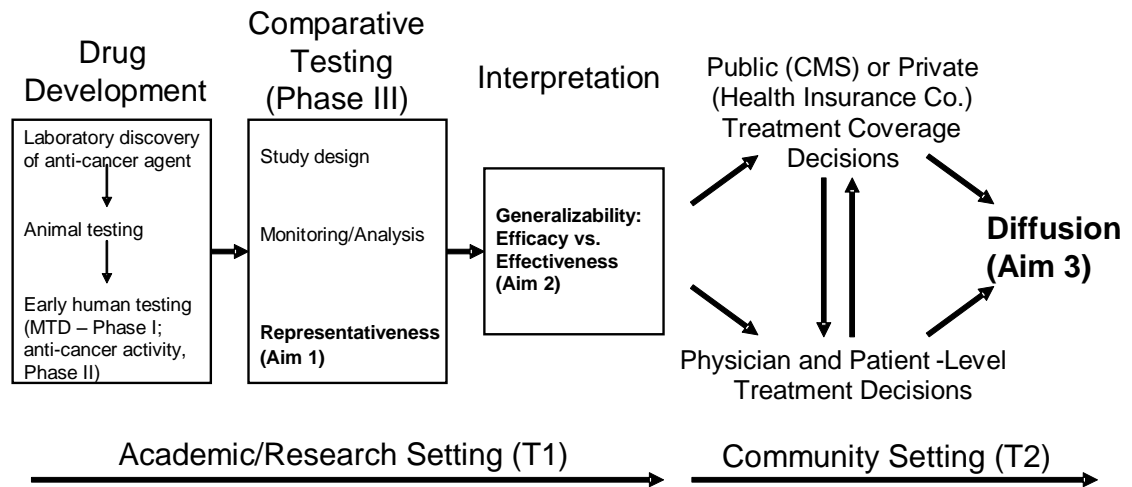 Drug
Development
Laboratory discovery
of anti-cancer agent
Animal testing
Early human testing
(MTD – Phase I;
anti-cancer activity,
Phase II)
Comparative
Testing
(Phase III)
Study design
Monitoring/Analysis
Representativeness
(Aim 1)
Interpretation
Generalizability:
Efficacy vs.
Effectiveness
(Aim 2)
Public (CMS) or Private
(Health Insurance Co.)
Treatment Coverage
Decisions
Physician and Patient -Level
Treatment Decisions
Diffusion
(Aim 3)
Academic/Research Setting (T1)
Community Setting (T2)